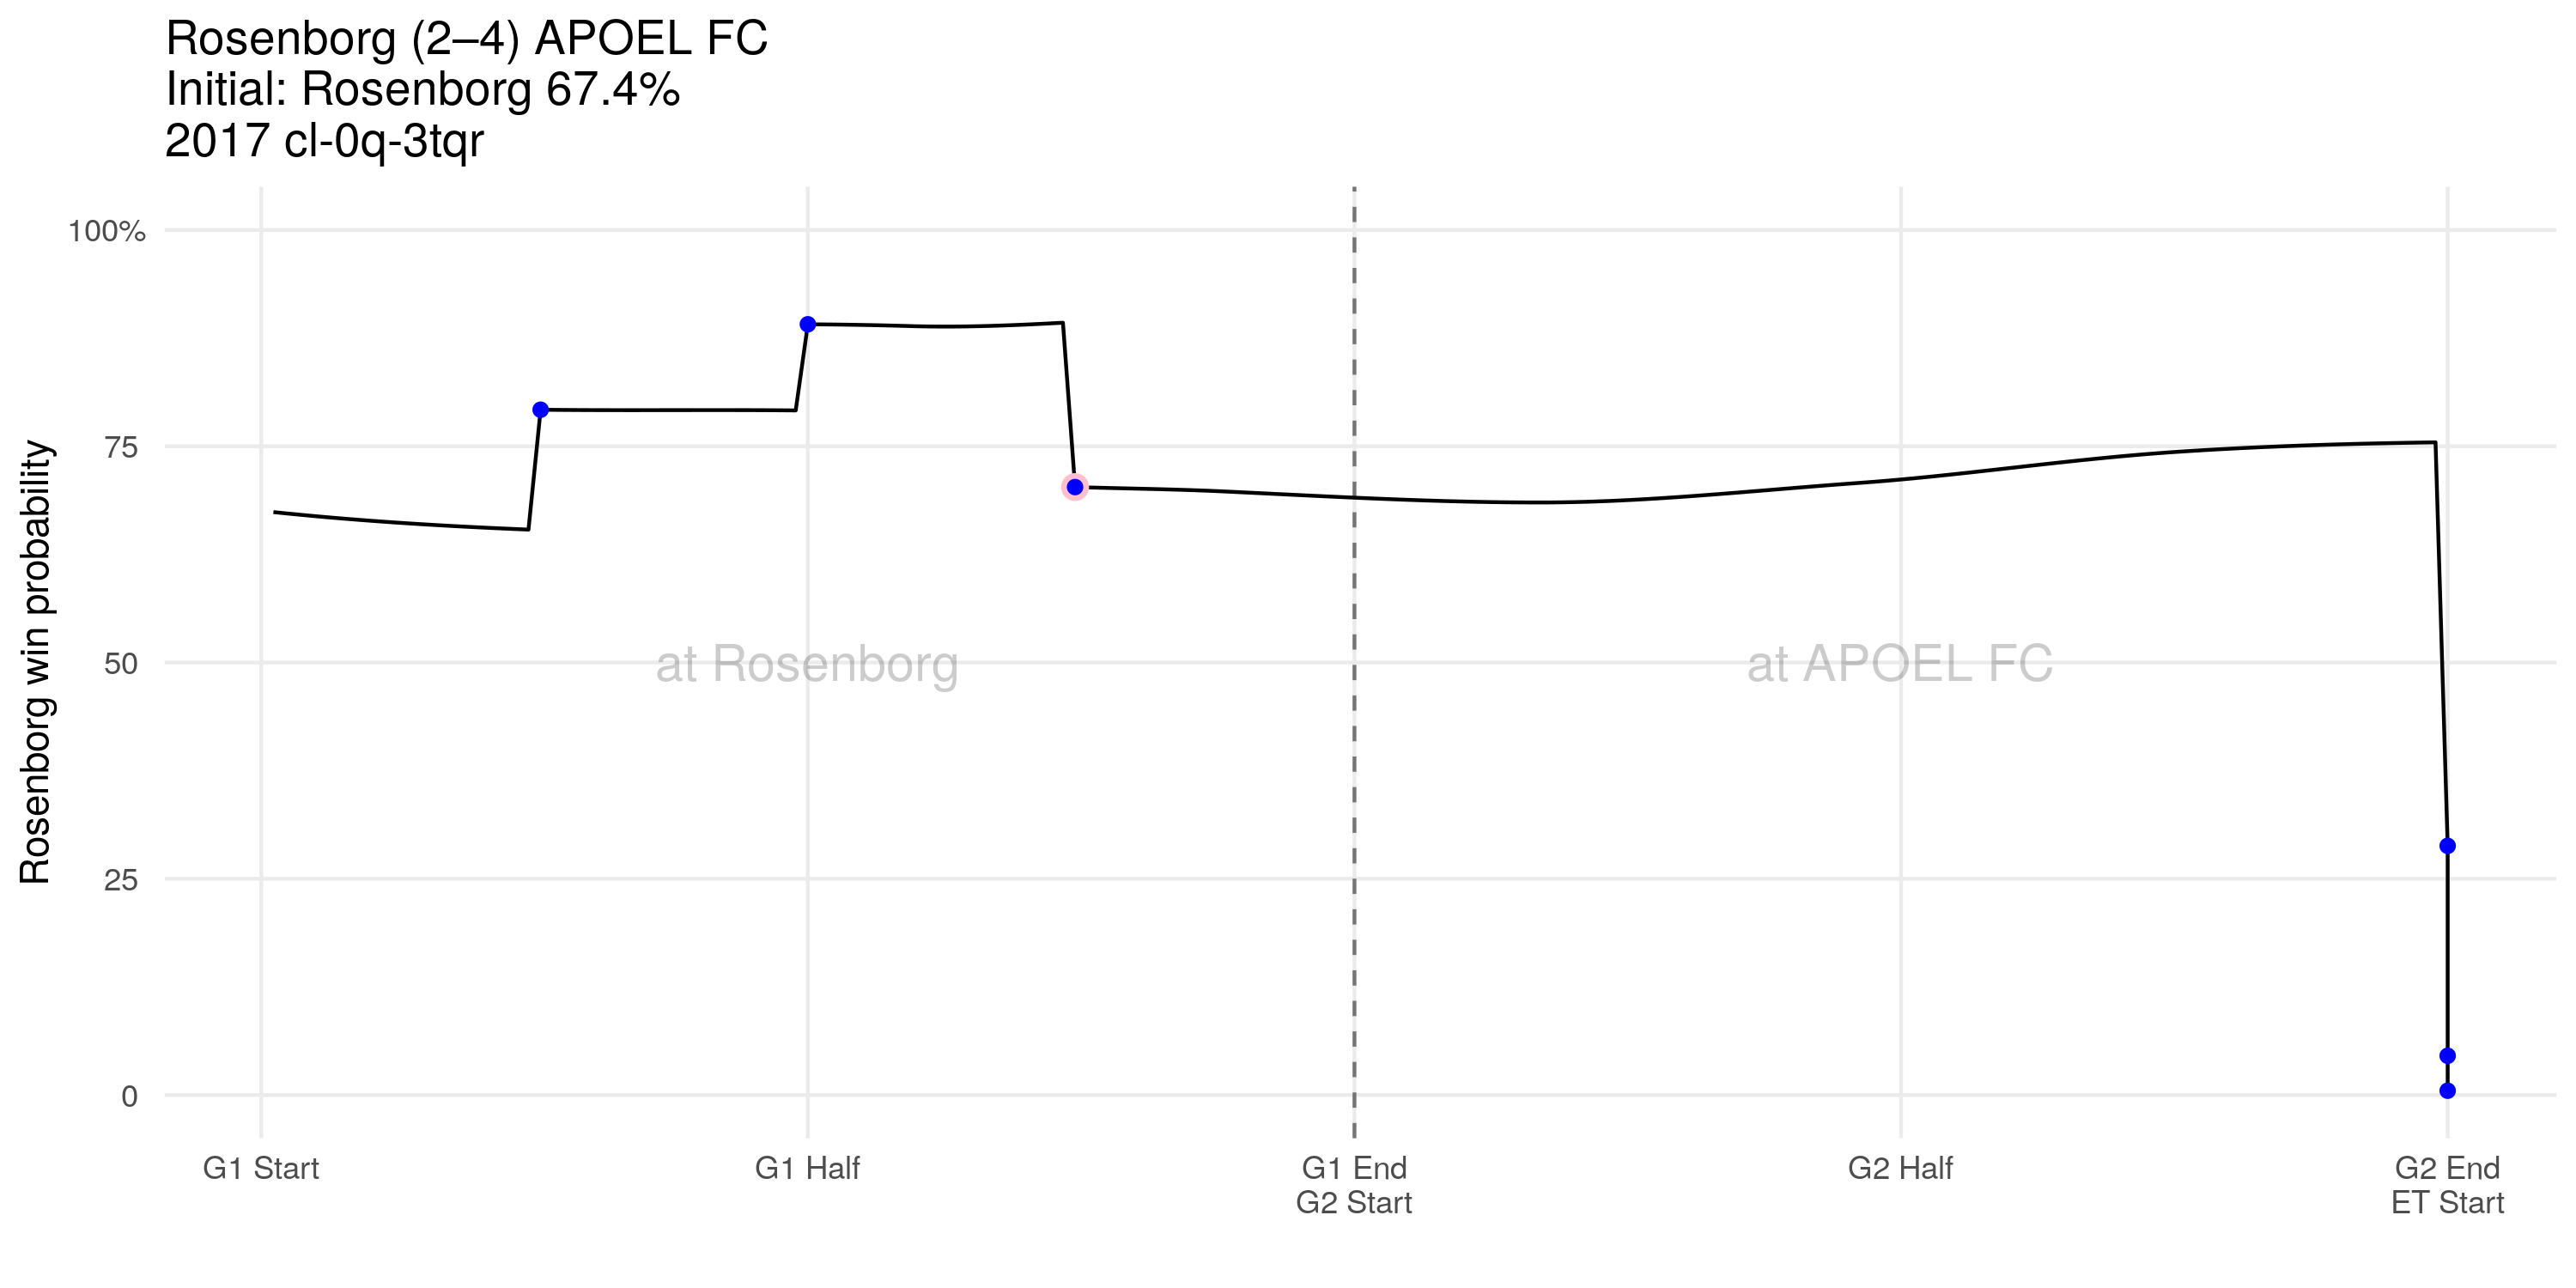 Rosenborg (2–4) APOEL FC
Initial: Rosenborg 67.4%
2017 cl-0q-3tqr
Rosenborg win probability
100%
75
50
25
0
at Rosenborg
at APOEL FC
G1 Start
G1 Half
G1 End
G2 Start
G2 Half
G2 End
ET Start